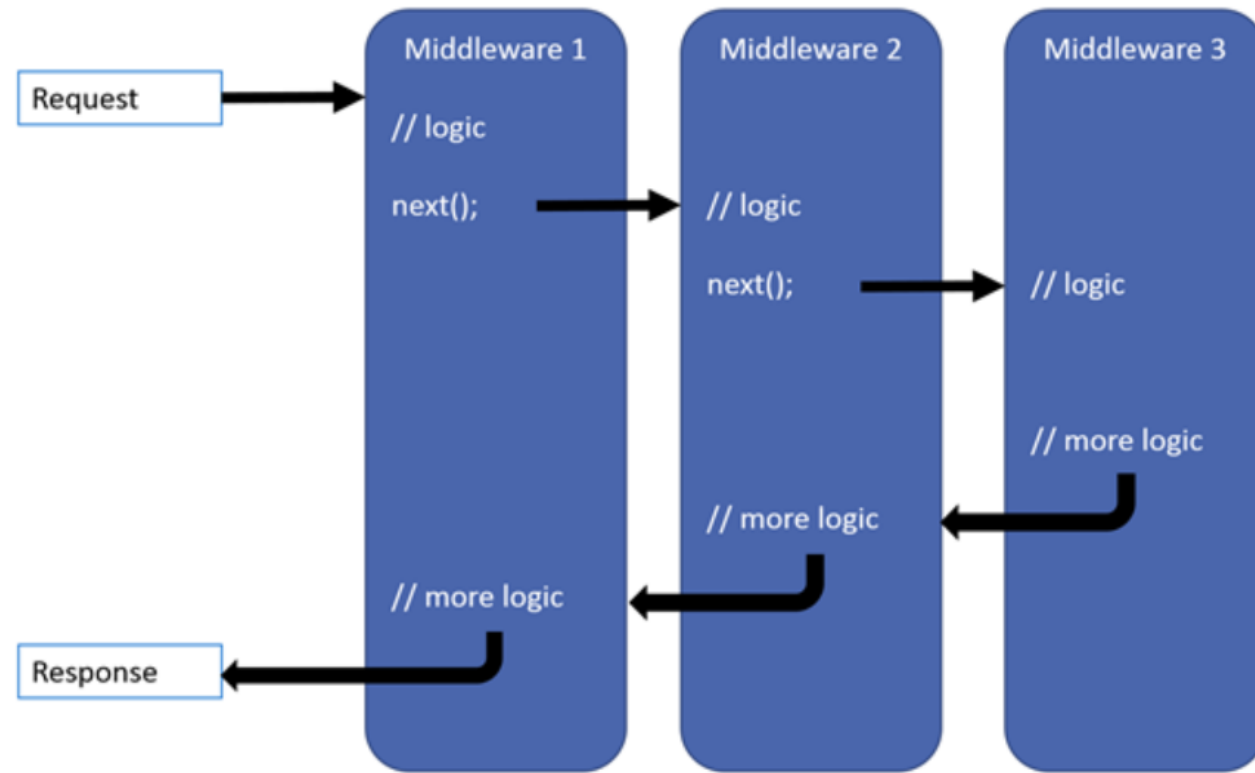 Middleware 1
Middleware 2
Middleware 3
Request
// logic
next();
// logic
next();
// logic
// more logic
// more logic
// more logic
Response